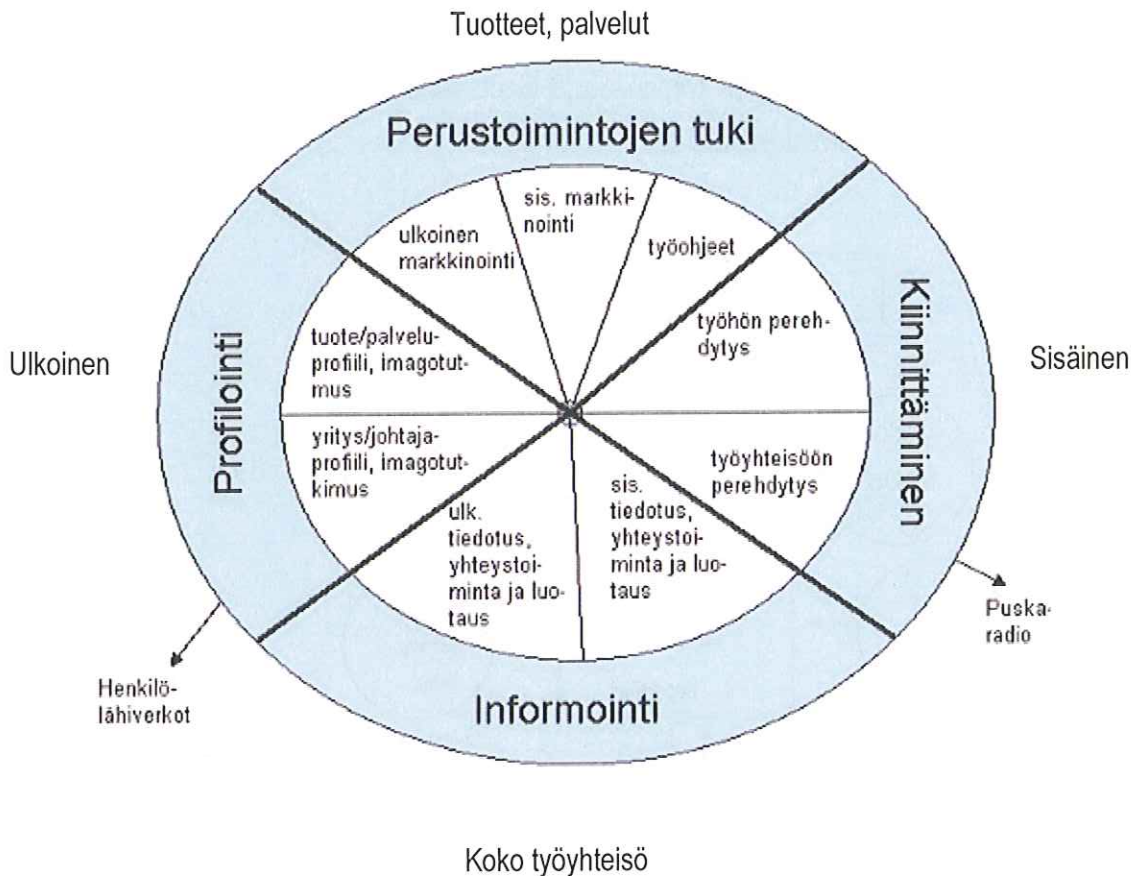 Tuotteet, palvelut
Perustoimintojen tuki
sis. markki-
nointi
ulkoinen
markkinointi
työohjeet
Kiinnittäminen
työhön pereh-
dytys
tuote/palvelu-
profiili, imagotut-
mus
Ulkoinen
Sisäinen
Profilointi
yritys/johtaja-
profiili, imagotut-
kimus
työyhteisöön
perehdytys
ulk.
tiedotus,
yhteystoi-
minta ja luo-
taus
sis.
tiedotus,
yhteystoi-
minta ja luo-
taus
Puska-
radio
Henkilö-
lähiverkot
Informointi
Koko työyhteisö